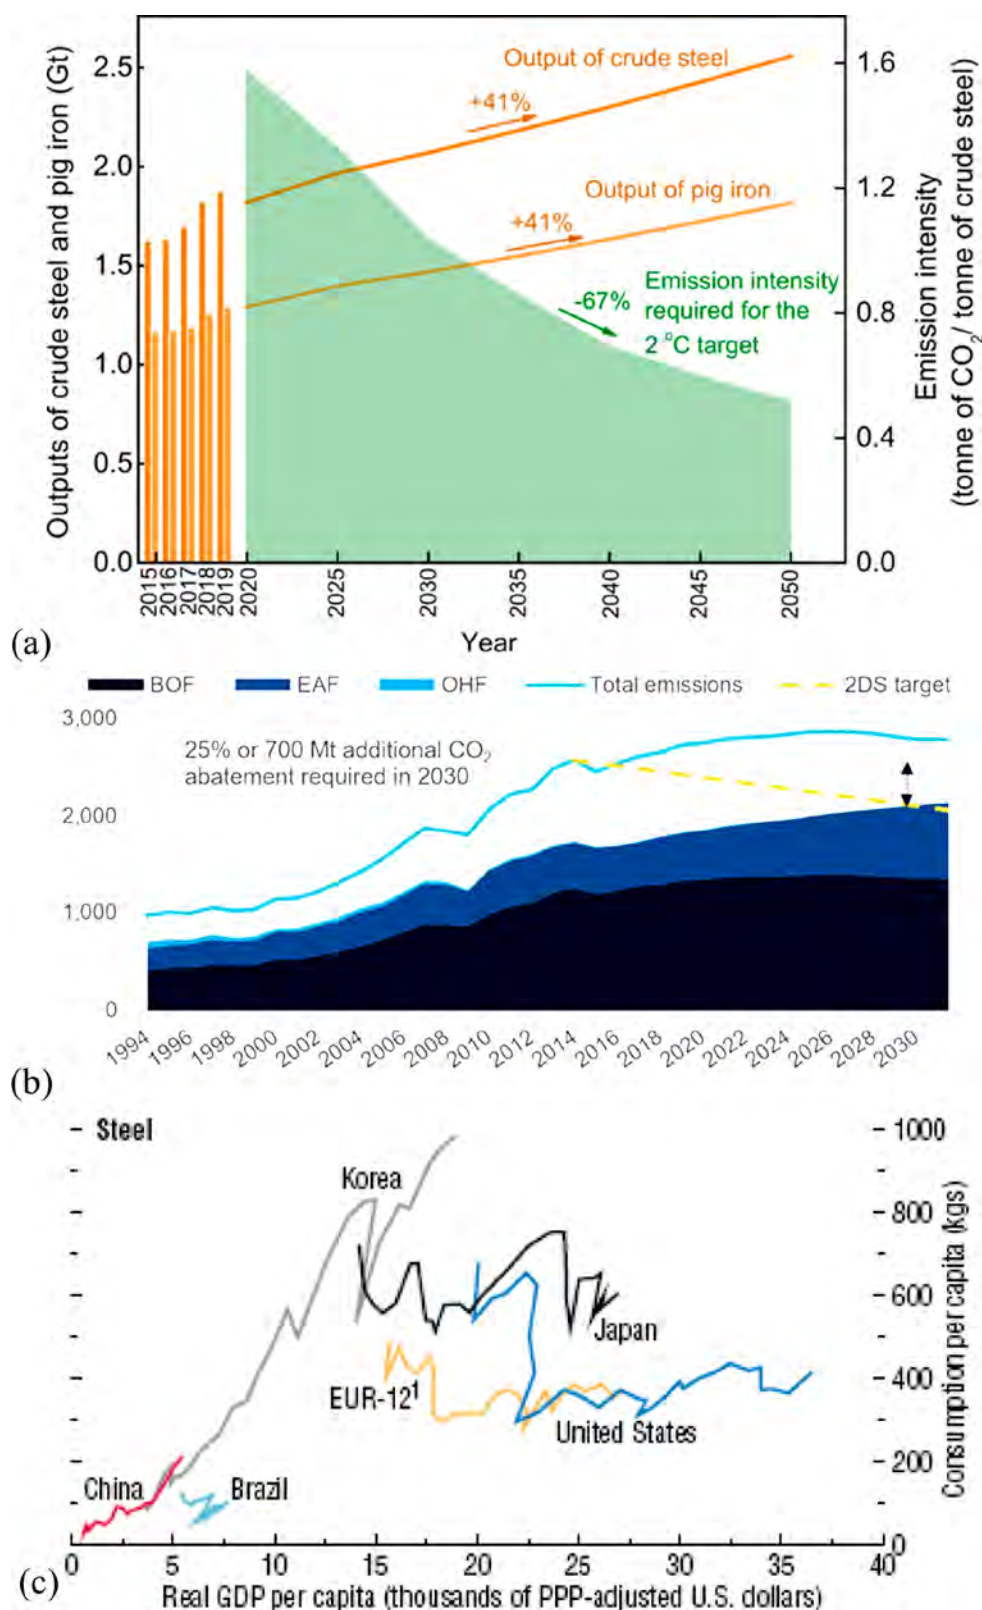 Outputs of crude steel and pig iron (Gt)
2.5
2.0
1.5
1.0
0.5
0.0
Output of crude steel
+41%
Output of pig iron
+41%
-67%
Emission intensity
required for the
2 °C target
1.6
1.2
0.8
0.4
0.0
Emission intensity
(tonne of CO2/ tonne of crude steel)
2015
2016
2017
2018
2019
2020
2025
2030
2035
2040
2045
2050
Year
(a)
BOF EAF OHF Total emissions 2DS target
3,000
25% or 700 Mt additional CO2
abatement required in 2030
2,000
1,000
0
1994 1996 1998 2000 2002 2004 2006 2008 2010 2012 2014 2016 2018 2020 2022 2024 2026 2028 2030
(b)
Steel
Korea
Japan
EUR-12¹
United States
China
Brazil
1000
800
600
400
200
0
Consumption per capita (kgs)
0 5 10 15 20 25 30 35 40
Real GDP per capita (thousands of PPP-adjusted U.S. dollars)
(c)